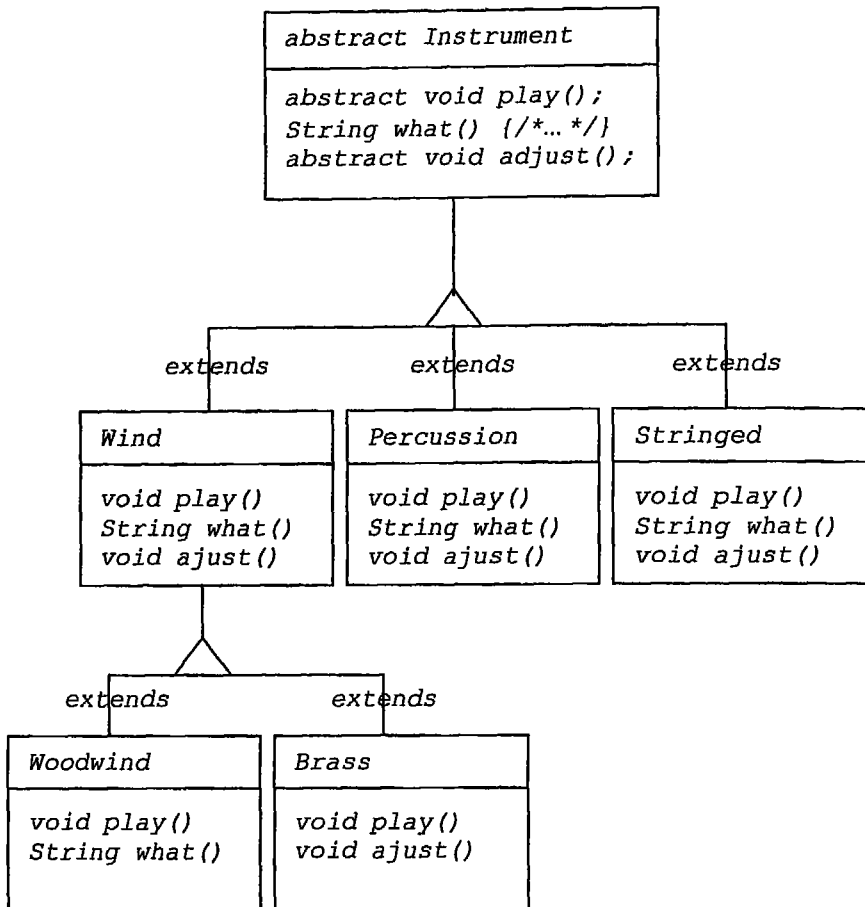 abstract Instrument
abstract void play();
String what() {/*...*/}
abstract void adjust();
extends
extends
extends
Wind
void play()
String what()
void ajust()
Percussion
void play()
String what()
void ajust()
Stringed
void play()
String what()
void ajust()
extends
extends
Woodwind
void play()
String what()
Brass
void play()
void ajust()